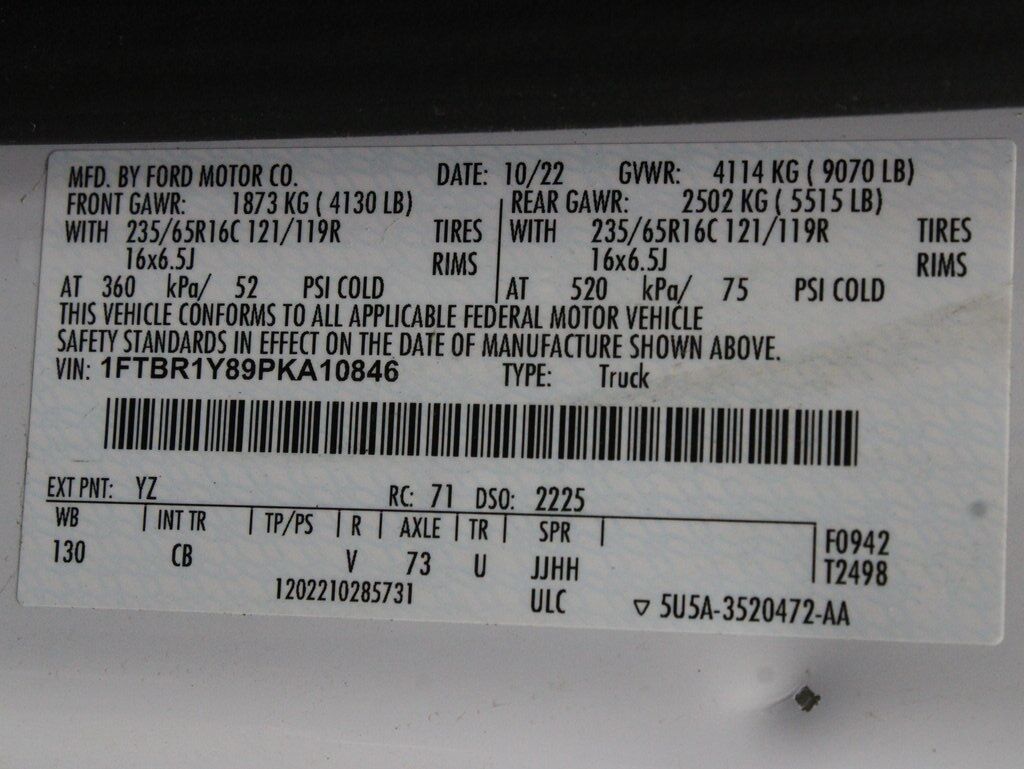 MFD. BY FORD MOTOR CO. DATE: 10/22 GVWR: 4114 KG ( 9070 LB)
FRONT GAWR: 1873 KG ( 4130 LB) REAR GAWR: 2502 KG ( 5515 LB)
WITH 235/65R16C 121/119R TIRES WITH 235/65R16C 121/119R TIRES
16x6.5J RIMS 16x6.5J RIMS
AT 360 kPa/ 52 PSI COLD AT 520 kPa/ 75 PSI COLD
THIS VEHICLE CONFORMS TO ALL APPLICABLE FEDERAL MOTOR VEHICLE
SAFETY STANDARDS IN EFFECT ON THE DATE OF MANUFACTURE SHOWN ABOVE.
VIN: 1FTBR1Y89PKA10846 TYPE: Truck
EXT PNT: YZ RC: 71 DSO: 2225
WB INT TR TP/PS R AXLE TR SPR F0942
130 CB V 73 U JJHH T2498
1202210285731 ULC ▽ 5U5A-3520472-AA